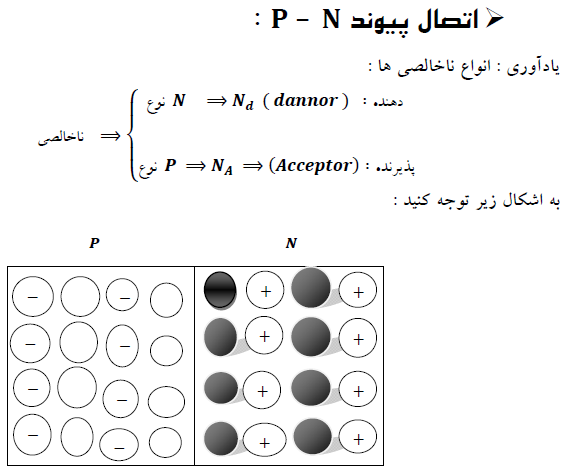 ➢ اتصال پیوند P – N :
یادآوری : انواع ناخالصی ها :
دهنده : ( dannor ) N نوع ⟹ N_d
ناخالصی ⟹
پذیرنده : (Acceptor) ⟹ N_A ⟹ P نوع
به اشکال زیر توجه کنید :
P N
− − + +
− − + +
− − + +
− − + +